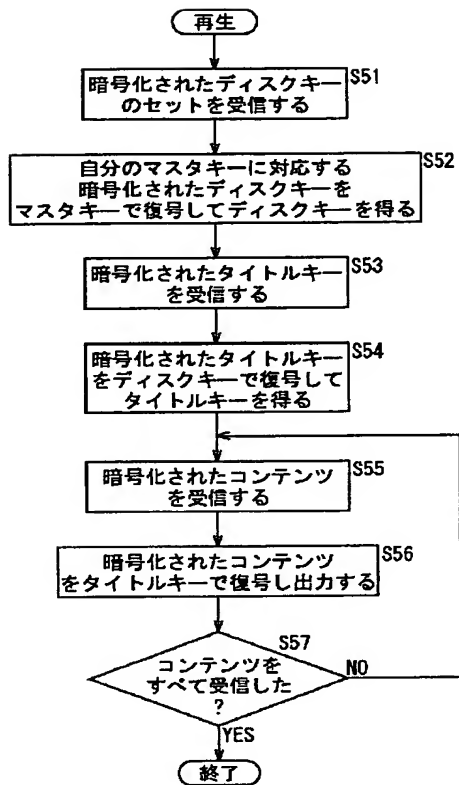 再生
暗号化されたディスクキー
のセットを受信する
S51
自分のマスタキーに対応する
暗号化されたディスクキーを
マスタキーで復号してディスクキーを得る
S52
暗号化されたタイトルキー
を受信する
S53
暗号化されたタイトルキー
をディスクキーで復号して
タイトルキーを得る
S54
暗号化されたコンテンツ
を受信する
S55
暗号化されたコンテンツ
をタイトルキーで復号し出力する
S56
S57
コンテンツを
すべて受信した
?
NO
YES
終了